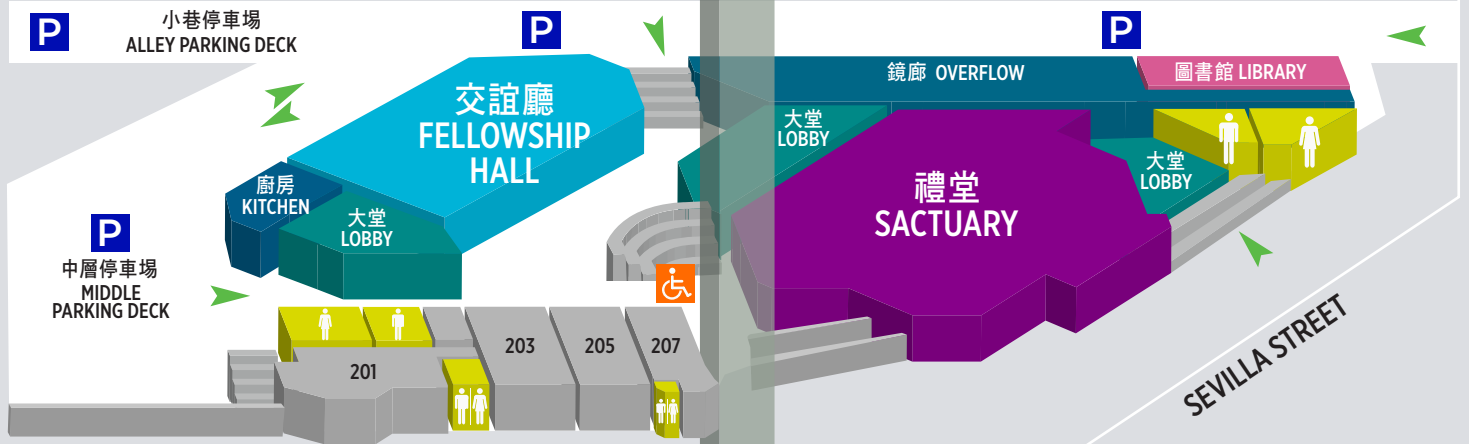 P
小巷停車場
ALLEY PARKING DECK
P
P
鏡廊 OVERFLOW
圖書館 LIBRARY
交誼廳
FELLOWSHIP
HALL
大堂
LOBBY
大堂
LOBBY
廚房
KITCHEN
大堂
LOBBY
禮堂
SACTUARY
P
中層停車場
MIDDLE
PARKING DECK
201
203
205
207
SEVILLA STREET